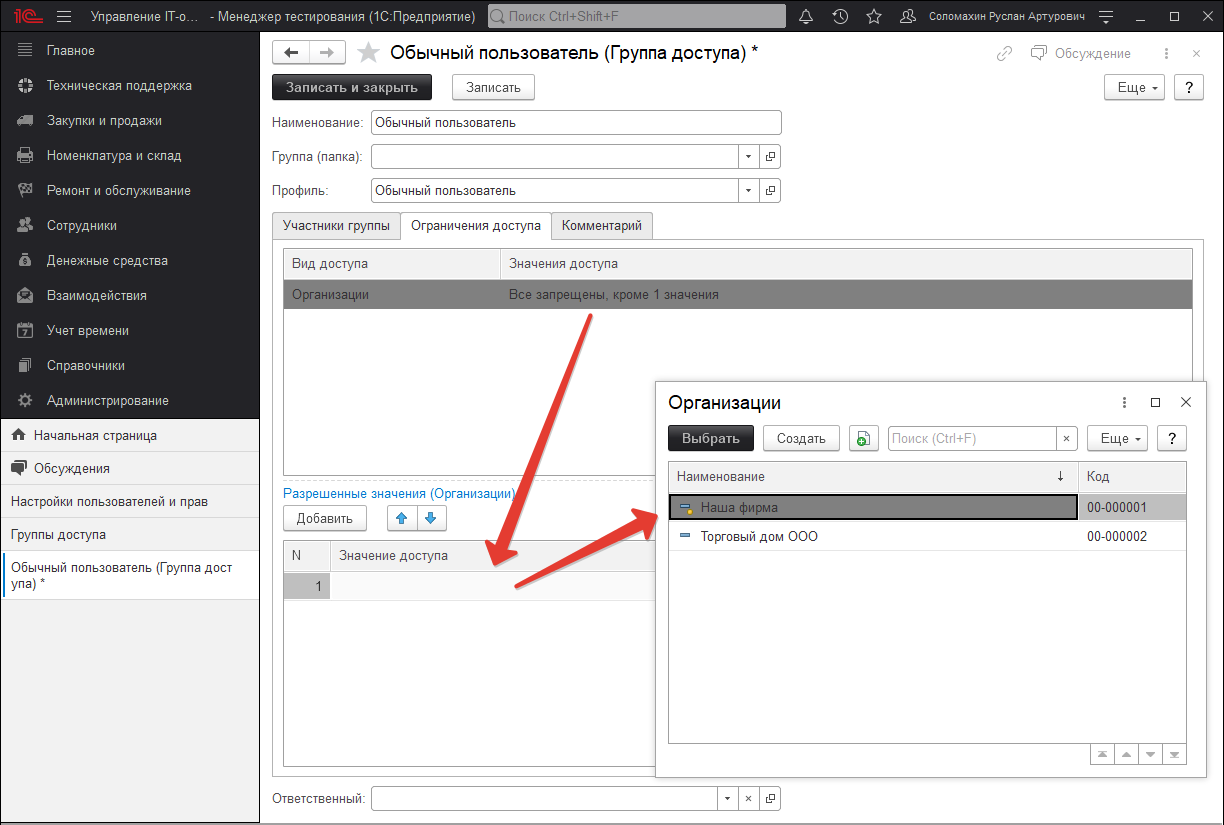 1С Управление IT-о... - Менеджер тестирования (1С:Предприятие) Поиск Ctrl+Shift+F Соломахин Руслан Артурович
Главное
Техническая поддержка
Закупки и продажи
Номенклатура и склад
Ремонт и обслуживание
Сотрудники
Денежные средства
Взаимодействия
Учет времени
Справочники
Администрирование
Начальная страница
Обсуждения
Настройки пользователей и прав
Группы доступа
Обычный пользователь (Группа дост
упа) *
Обычный пользователь (Группа доступа) *
Обсуждение
Записать и закрыть Записать Еще ?
Наименование: Обычный пользователь
Группа (папка):
Профиль: Обычный пользователь
Участники группы Ограничения доступа Комментарий
Вид доступа Значения доступа
Организации Все запрещены, кроме 1 значения
Разрешенные значения (Организации)
Добавить
N Значение доступа
1
Ответственный:
Организации
Выбрать Создать Поиск (Ctrl+F) × Еще ?
Наименование ↓ Код
Наша фирма 00-000001
Торговый дом ООО 00-000002